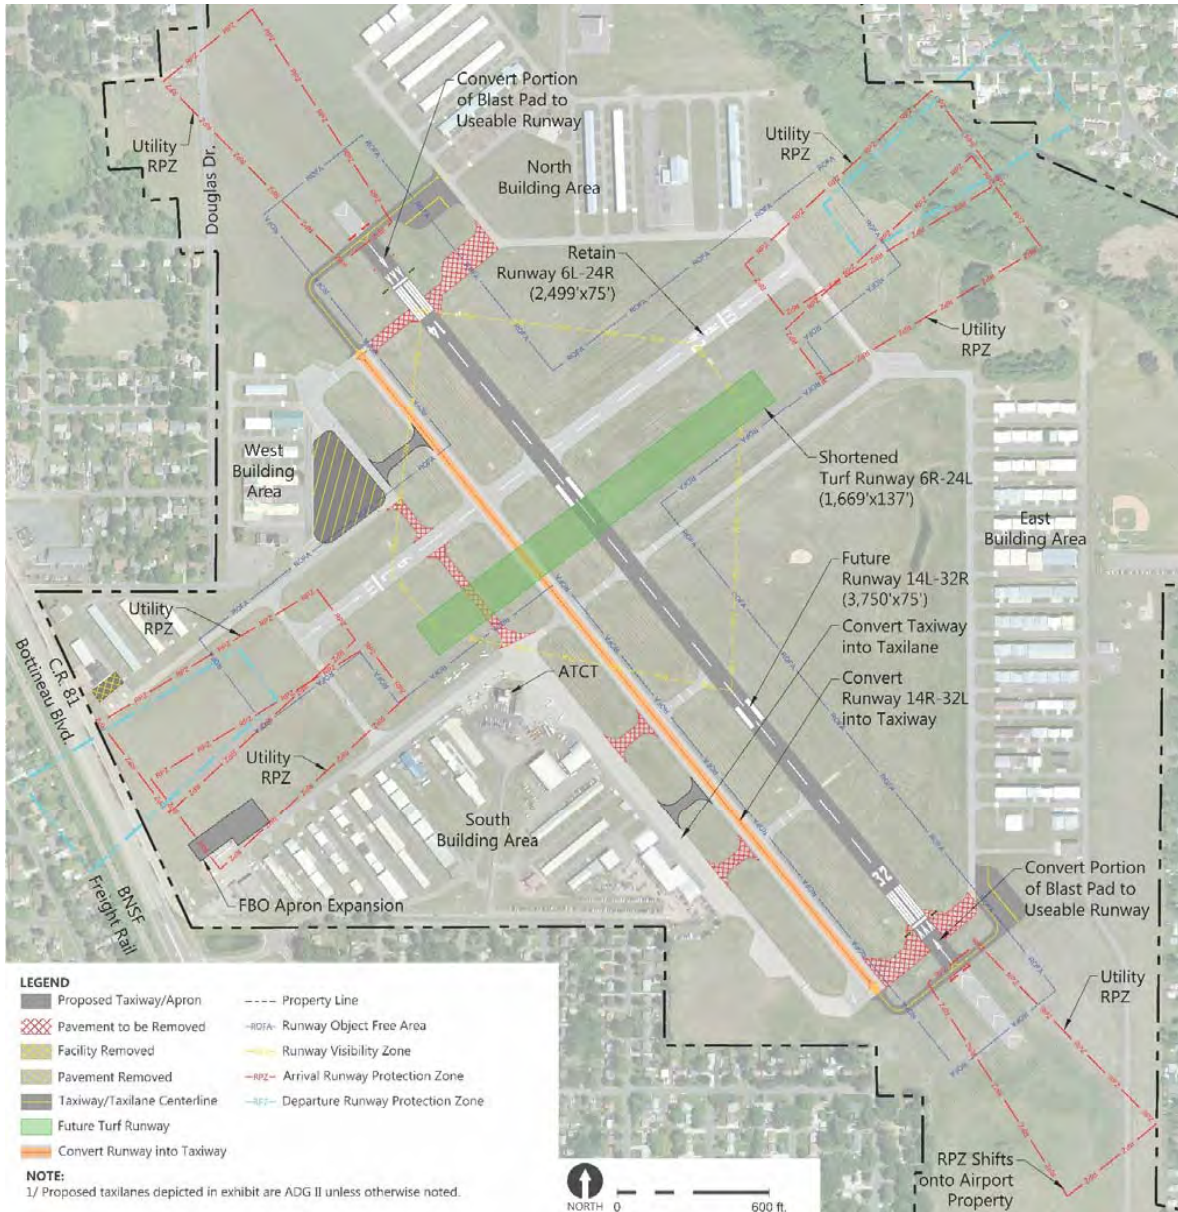 Convert Portion
of Blast Pad to
Useable Runway
Utility
RPZ
Douglas Dr.
North
Building Area
Utility
RPZ
Retain
Runway 6L-24R
(2,499'x75')
Utility
RPZ
West
Building
Area
Shortened
Turf Runway 6R-24L
(1,669'x137')
East
Building Area
Future
Runway 14L-32R
(3,750'x75')
Utility
RPZ
Convert Taxiway
into Taxilane
C.R. 81
Bottineau Blvd.
ATCT
Convert
Runway 14R-32L
into Taxiway
Utility
RPZ
South
Building Area
32
Convert Portion
of Blast Pad to
Useable Runway
BNSF
Freight Rail
FBO Apron Expansion
Utility
RPZ
LEGEND
Proposed Taxiway/Apron
Pavement to be Removed
Facility Removed
Pavement Removed
Taxiway/Taxilane Centerline
Future Turf Runway
Convert Runway into Taxiway
Property Line
ROFA Runway Object Free Area
Runway Visibility Zone
RPZ Arrival Runway Protection Zone
RPZ Departure Runway Protection Zone
NOTE:
1/ Proposed taxilanes depicted in exhibit are ADG II unless otherwise noted.
NORTH
0 600 ft.
RPZ Shifts
onto Airport
Property